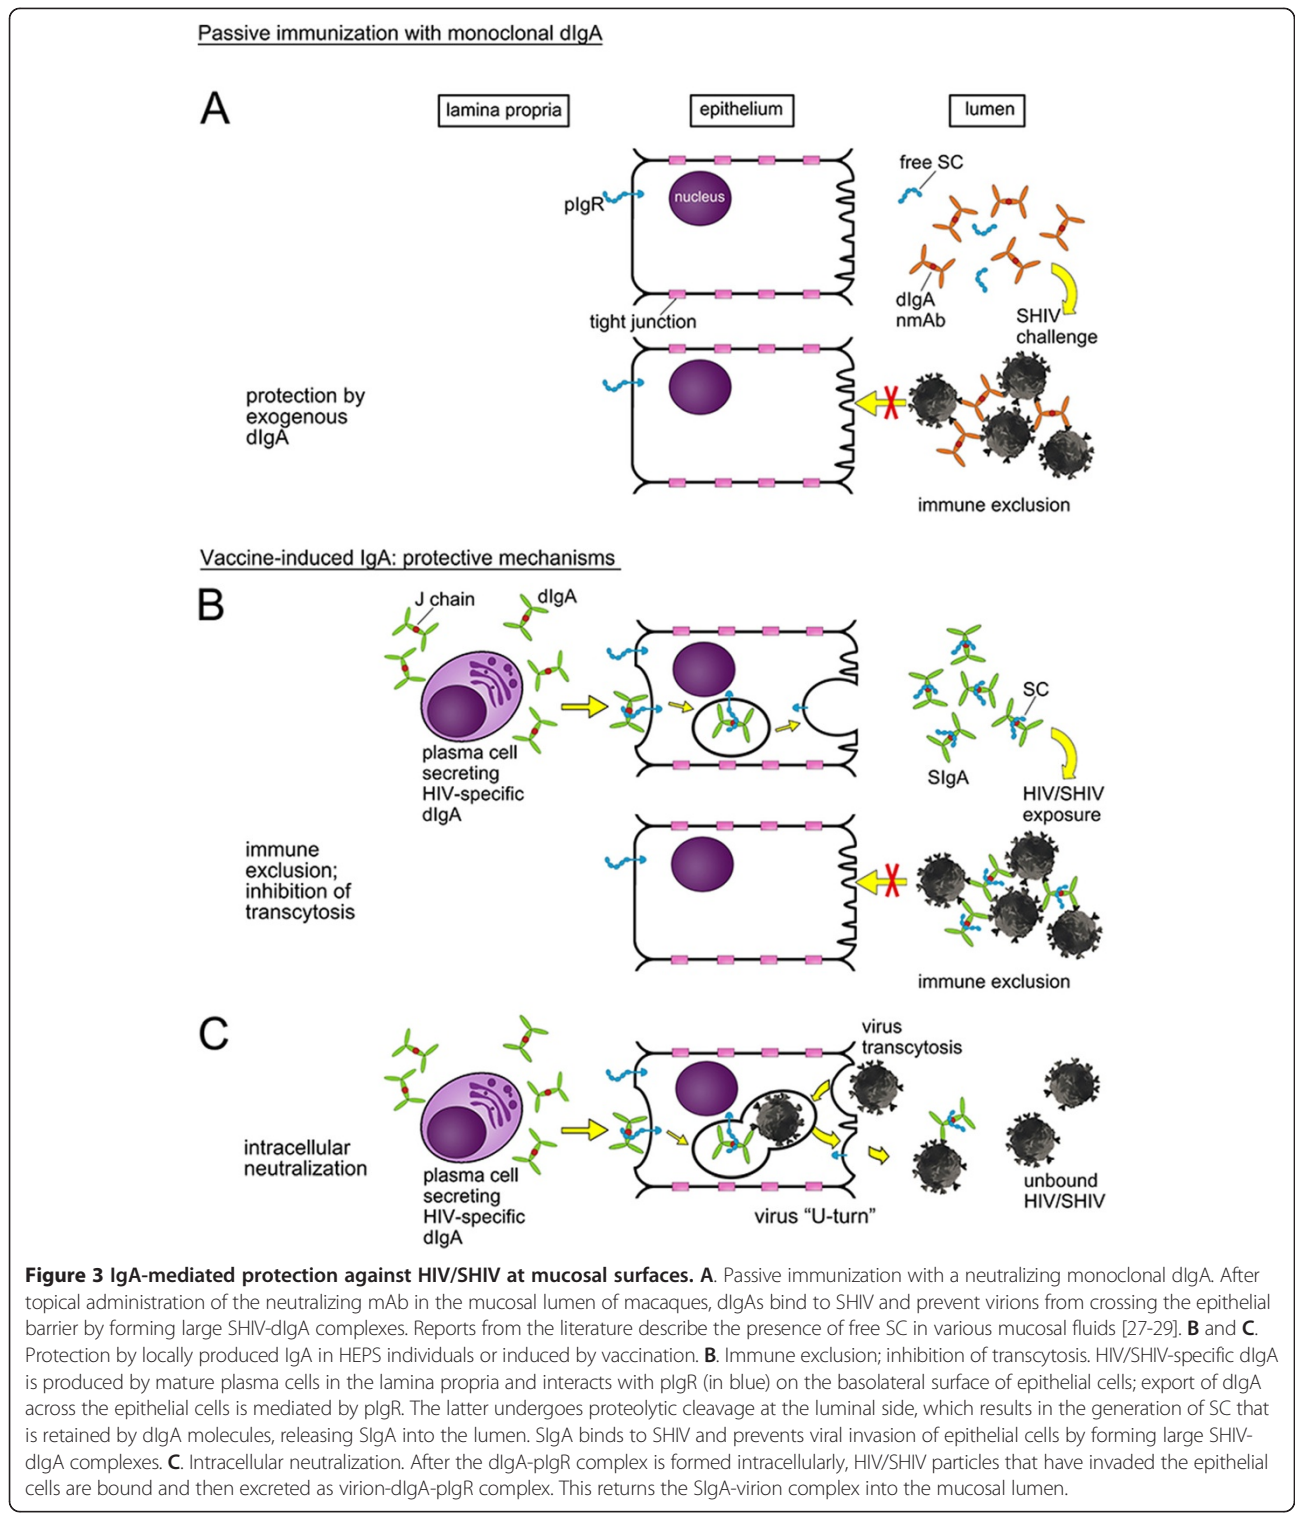 Passive immunization with monoclonal dIgA
A
lamina propria
epithelium
lumen
free SC
pIgR
nucleus
dIgA
nmAb
tight junction
SHIV
challenge
protection by
exogenous
dIgA
immune exclusion
Vaccine-induced IgA: protective mechanisms
B
J chain
dIgA
SC
plasma cell
secreting
HIV-specific
dIgA
SIgA
HIV/SHIV
exposure
immune
exclusion;
inhibition of
transcytosis
immune exclusion
C
virus
transcytosis
intracellular
neutralization
plasma cell
secreting
HIV-specific
dIgA
unbound
HIV/SHIV
virus “U-turn”
Figure 3 IgA-mediated protection against HIV/SHIV at mucosal surfaces. A. Passive immunization with a neutralizing monoclonal dIgA. After
topical administration of the neutralizing mAb in the mucosal lumen of macaques, dIgAs bind to SHIV and prevent virions from crossing the epithelial
barrier by forming large SHIV-dIgA complexes. Reports from the literature describe the presence of free SC in various mucosal fluids [27-29]. B and C.
Protection by locally produced IgA in HEPS individuals or induced by vaccination. B. Immune exclusion; inhibition of transcytosis. HIV/SHIV-specific dIgA
is produced by mature plasma cells in the lamina propria and interacts with pIgR (in blue) on the basolateral surface of epithelial cells; export of dIgA
across the epithelial cells is mediated by pIgR. The latter undergoes proteolytic cleavage at the luminal side, which results in the generation of SC that
is retained by dIgA molecules, releasing SIgA into the lumen. SIgA binds to SHIV and prevents viral invasion of epithelial cells by forming large SHIV-
dIgA complexes. C. Intracellular neutralization. After the dIgA-pIgR complex is formed intracellularly, HIV/SHIV particles that have invaded the epithelial
cells are bound and then excreted as virion-dIgA-pIgR complex. This returns the SIgA-virion complex into the mucosal lumen.